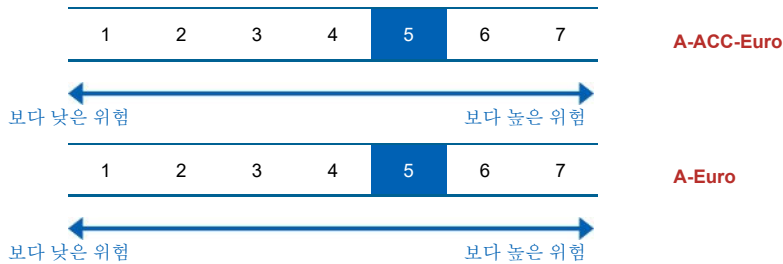 1 2 3 4 5 6 7 A-ACC-Euro
보다 낮은 위험 보다 높은 위험
1 2 3 4 5 6 7 A-Euro
보다 낮은 위험 보다 높은 위험